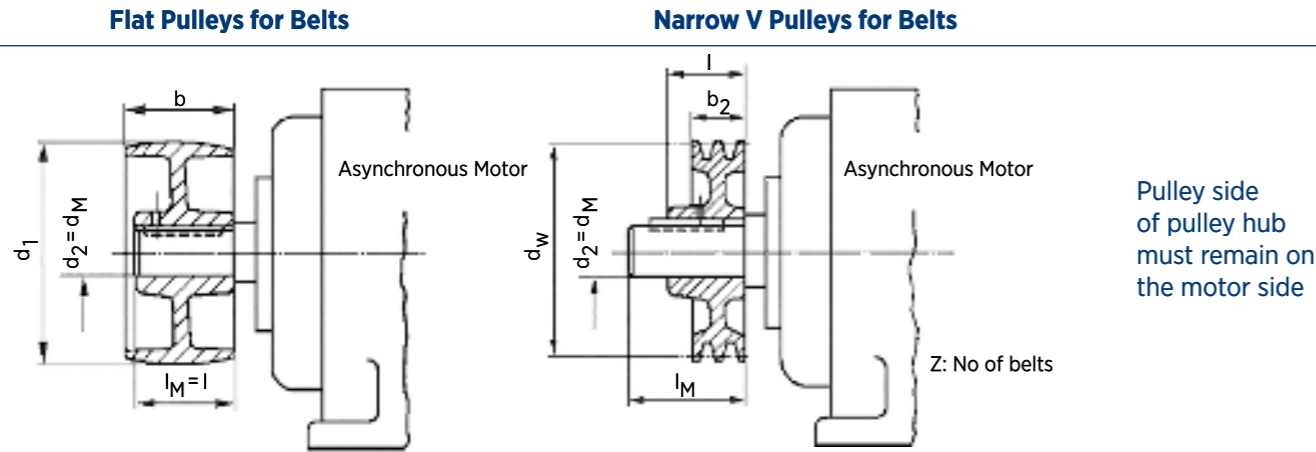 Flat Pulleys for Belts
Narrow V Pulleys for Belts
b
Asynchronous Motor
d1
d2 = dM
lM = l
l
b2
Asynchronous Motor
dw
d2 = dM
lM
Z: No of belts
Pulley side
of pulley hub
must remain on
the motor side